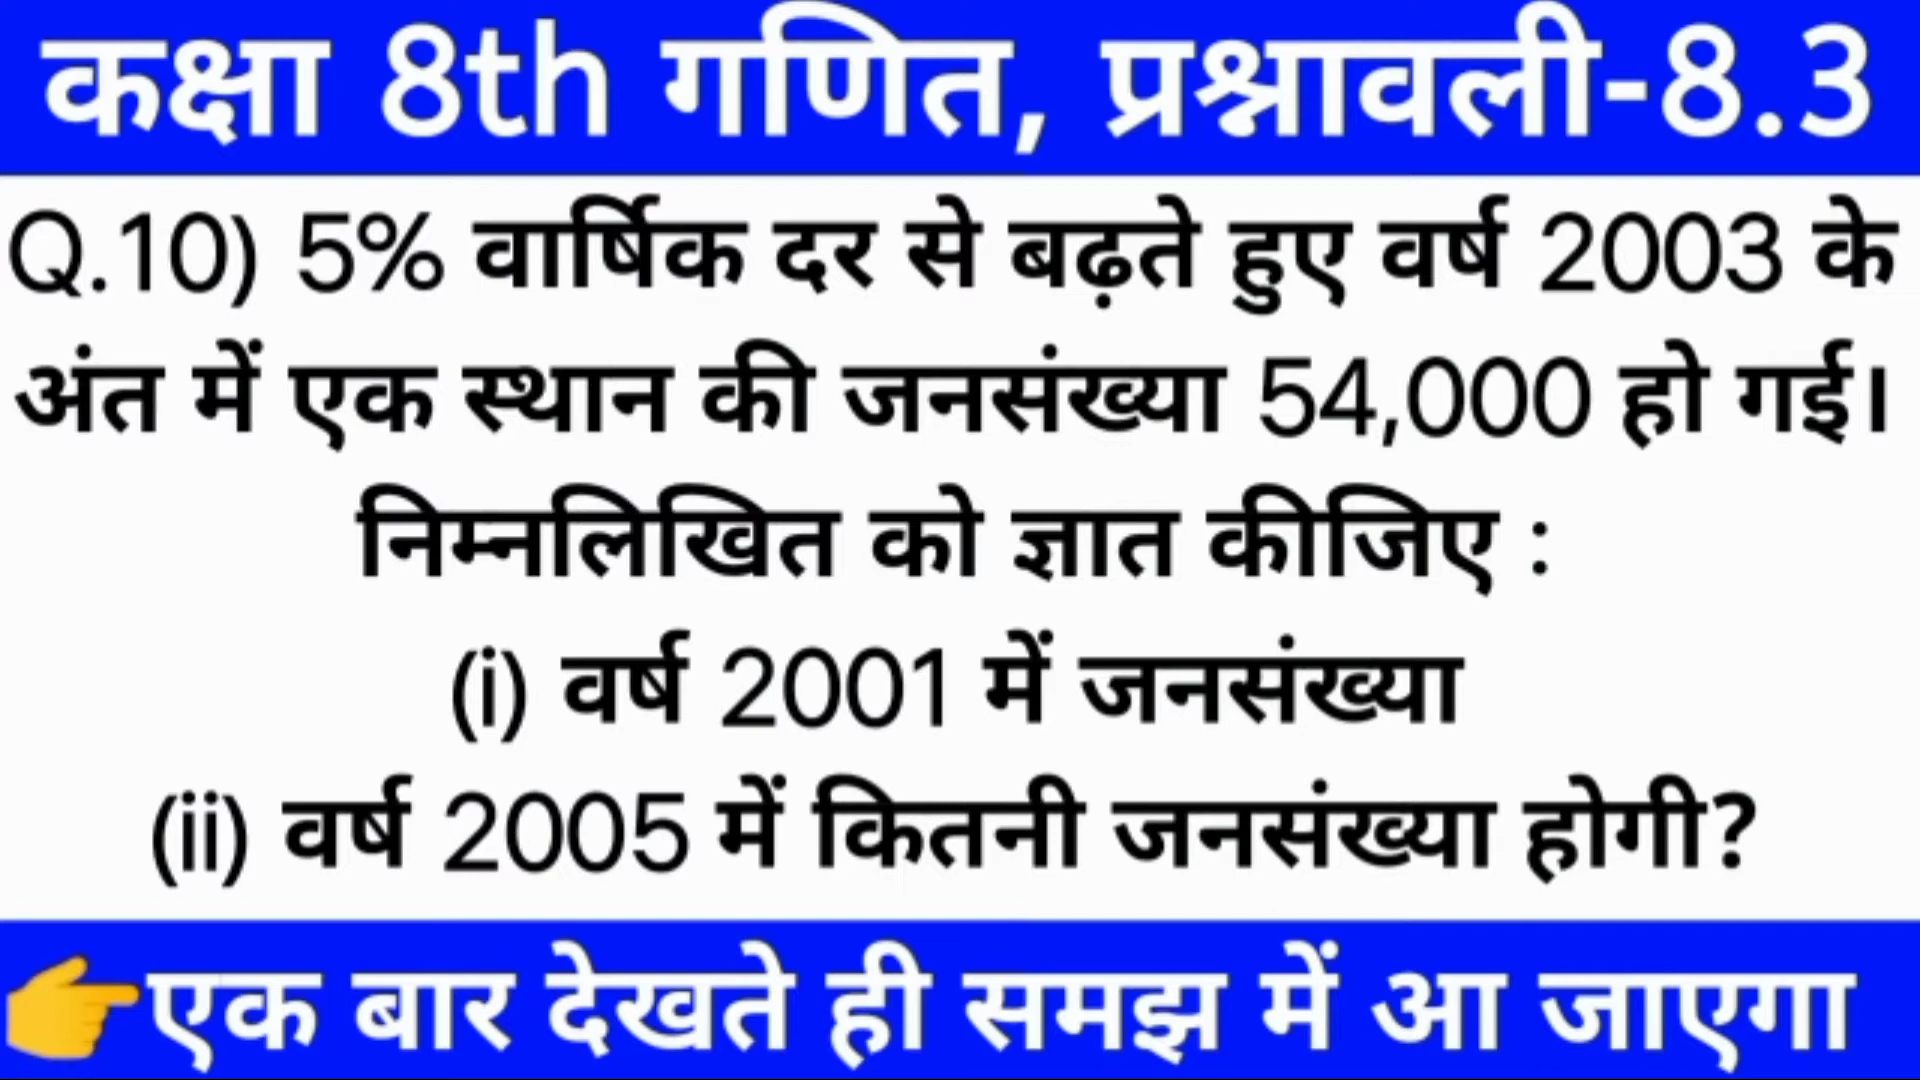 कक्षा 8th गणित, प्रश्नावली-8.3
Q.10) 5% वार्षिक दर से बढ़ते हुए वर्ष 2003 के
अंत में एक स्थान की जनसंख्या 54,000 हो गई।
निम्नलिखित को ज्ञात कीजिए :
(i) वर्ष 2001 में जनसंख्या
(ii) वर्ष 2005 में कितनी जनसंख्या होगी?
👉एक बार देखते ही समझ में आ जाएगा